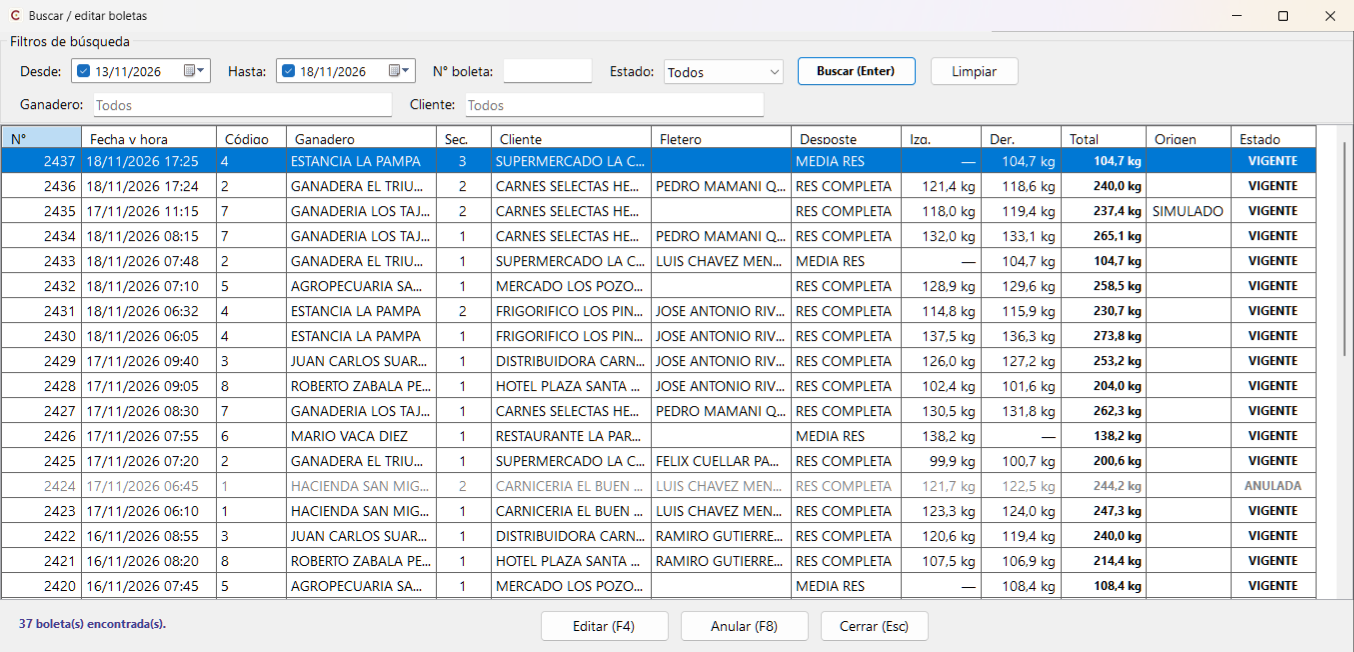 Buscar / editar boletas
Filtros de búsqueda
Desde: 13/11/2026 Hasta: 18/11/2026 N° boleta: Estado: Todos Buscar (Enter) Limpiar
Ganadero: Todos Cliente: Todos
N° Fecha y hora Código Ganadero Sec. Cliente Fletero Desposte Izq. Der. Total Origen Estado
2437 18/11/2026 17:25 4 ESTANCIA LA PAMPA 3 SUPERMERCADO LA C... MEDIA RES — 104,7 kg 104,7 kg VIGENTE
2436 18/11/2026 17:24 2 GANADERA EL TRIU... 2 CARNES SELECTAS HE... PEDRO MAMANI Q... RES COMPLETA 121,4 kg 118,6 kg 240,0 kg VIGENTE
2435 17/11/2026 11:15 7 GANADERIA LOS TAJ... 2 CARNES SELECTAS HE... RES COMPLETA 118,0 kg 119,4 kg 237,4 kg SIMULADO VIGENTE
2434 18/11/2026 08:15 7 GANADERIA LOS TAJ... 1 CARNES SELECTAS HE... PEDRO MAMANI Q... RES COMPLETA 132,0 kg 133,1 kg 265,1 kg VIGENTE
2433 18/11/2026 07:48 2 GANADERA EL TRIU... 1 SUPERMERCADO LA C... LUIS CHAVEZ MEN... MEDIA RES — 104,7 kg 104,7 kg VIGENTE
2432 18/11/2026 07:10 5 AGROPECUARIA SA... 1 MERCADO LOS POZO... RES COMPLETA 128,9 kg 129,6 kg 258,5 kg VIGENTE
2431 18/11/2026 06:32 4 ESTANCIA LA PAMPA 2 FRIGORIFICO LOS PIN... JOSE ANTONIO RIV... RES COMPLETA 114,8 kg 115,9 kg 230,7 kg VIGENTE
2430 18/11/2026 06:05 4 ESTANCIA LA PAMPA 1 FRIGORIFICO LOS PIN... JOSE ANTONIO RIV... RES COMPLETA 137,5 kg 136,3 kg 273,8 kg VIGENTE
2429 17/11/2026 09:40 3 JUAN CARLOS SUAR... 1 DISTRIBUIDORA CARN... JOSE ANTONIO RIV... RES COMPLETA 126,0 kg 127,2 kg 253,2 kg VIGENTE
2428 17/11/2026 09:05 8 ROBERTO ZABALA PE... 1 HOTEL PLAZA SANTA ... JOSE ANTONIO RIV... RES COMPLETA 102,4 kg 101,6 kg 204,0 kg VIGENTE
2427 17/11/2026 08:30 7 GANADERIA LOS TAJ... 1 CARNES SELECTAS HE... PEDRO MAMANI Q... RES COMPLETA 130,5 kg 131,8 kg 262,3 kg VIGENTE
2426 17/11/2026 07:55 6 MARIO VACA DIEZ 1 RESTAURANTE LA PAR... MEDIA RES 138,2 kg — 138,2 kg VIGENTE
2425 17/11/2026 07:20 2 GANADERA EL TRIU... 1 SUPERMERCADO LA C... FELIX CUELLAR PA... RES COMPLETA 99,9 kg 100,7 kg 200,6 kg VIGENTE
2424 17/11/2026 06:45 1 HACIENDA SAN MIG... 2 CARNICERIA EL BUEN ... LUIS CHAVEZ MEN... RES COMPLETA 121,7 kg 122,5 kg 244,2 kg ANULADA
2423 17/11/2026 06:10 1 HACIENDA SAN MIG... 1 CARNICERIA EL BUEN ... LUIS CHAVEZ MEN... RES COMPLETA 123,3 kg 124,0 kg 247,3 kg VIGENTE
2422 16/11/2026 08:55 3 JUAN CARLOS SUAR... 1 DISTRIBUIDORA CARN... RAMIRO GUTIERRE... RES COMPLETA 120,6 kg 119,4 kg 240,0 kg VIGENTE
2421 16/11/2026 08:20 8 ROBERTO ZABALA PE... 1 HOTEL PLAZA SANTA ... RAMIRO GUTIERRE... RES COMPLETA 107,5 kg 106,9 kg 214,4 kg VIGENTE
2420 16/11/2026 07:45 5 AGROPECUARIA SA... 1 MERCADO LOS POZO... MEDIA RES — 108,4 kg 108,4 kg VIGENTE
37 boleta(s) encontrada(s). Editar (F4) Anular (F8) Cerrar (Esc)